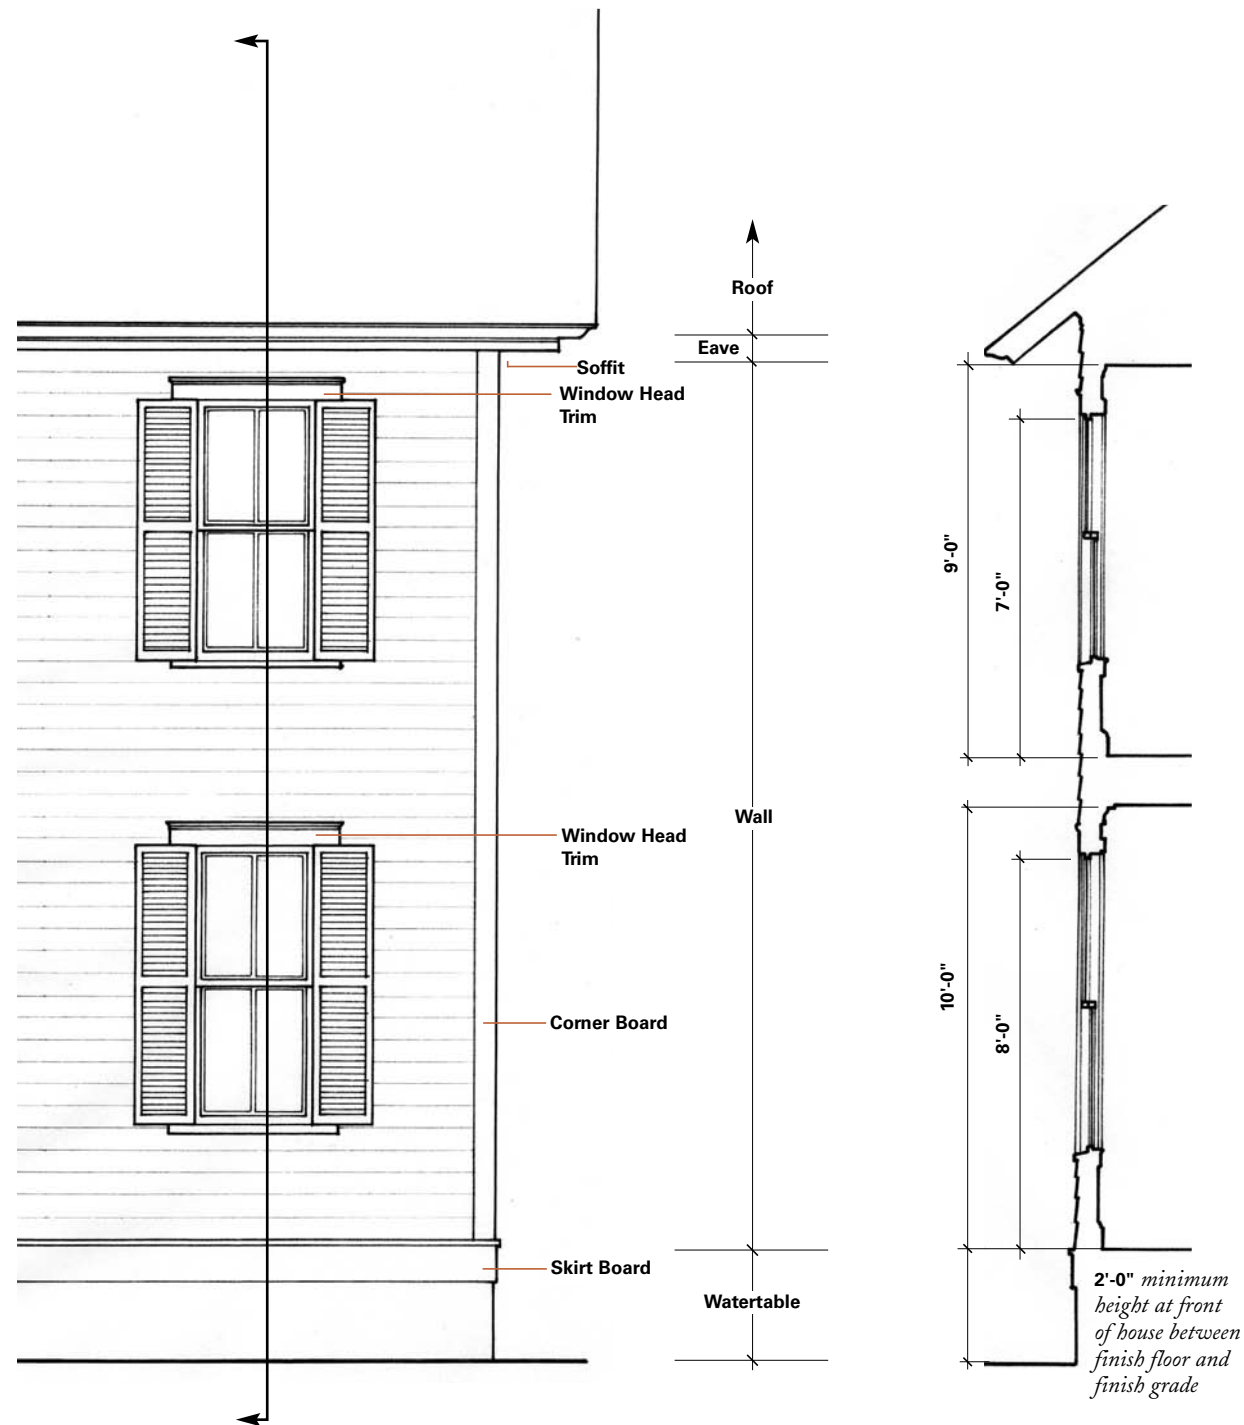 Roof
Eave
Soffit
Window Head
Trim
9'-0"
7'-0"
Wall
Window Head
Trim
10'-0"
8'-0"
Corner Board
Skirt Board
Watertable
2'-0" minimum
height at front
of house between
finish floor and
finish grade